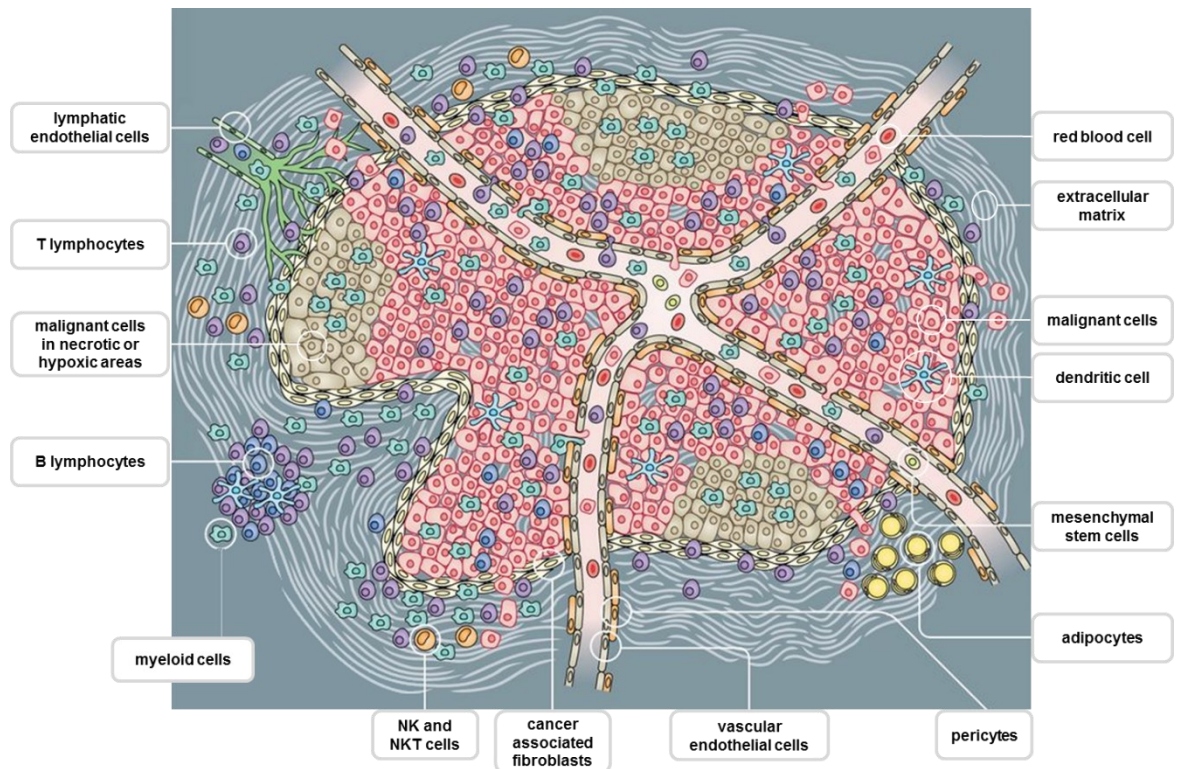 lymphatic
endothelial cells
T lymphocytes
malignant cells
in necrotic or
hypoxic areas
B lymphocytes
myeloid cells
NK and
NKT cells
cancer
associated
fibroblasts
vascular
endothelial cells
pericytes
red blood cell
extracellular
matrix
malignant cells
dendritic cell
mesenchymal
stem cells
adipocytes